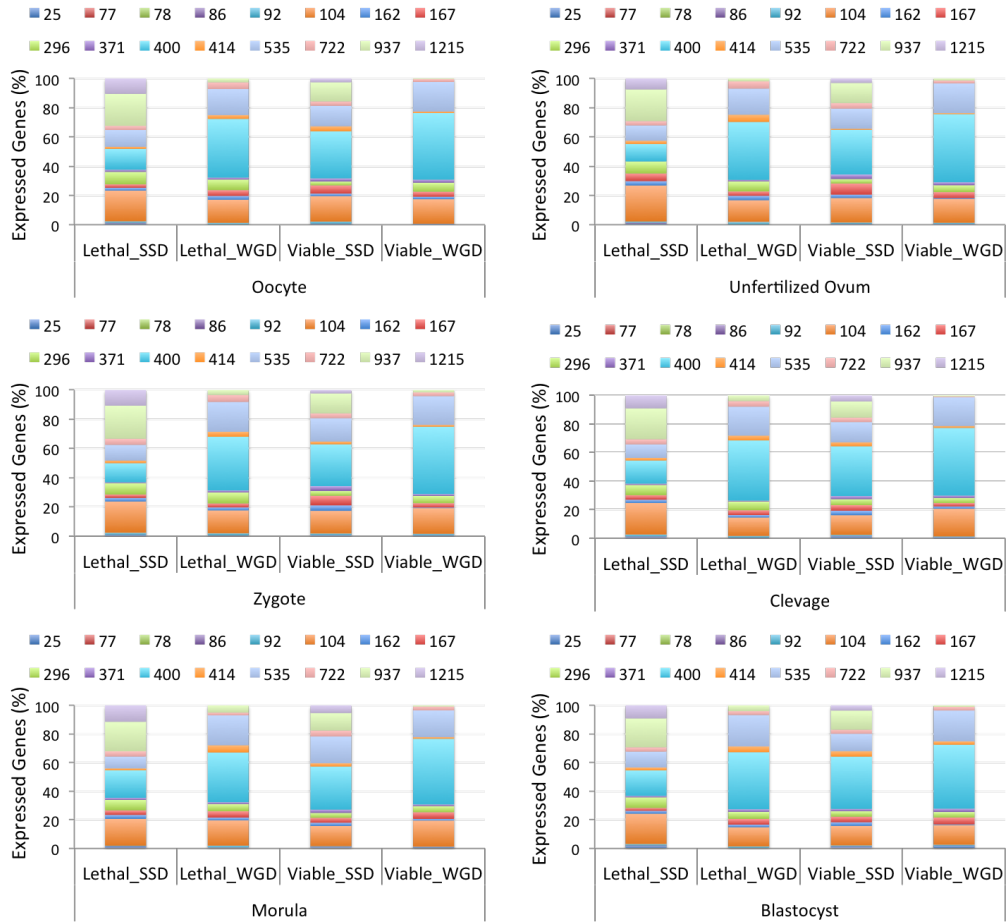 25 77 78 86 92 104 162 167
296 371 400 414 535 722 937 1215
Expressed Genes (%)
100
80
60
40
20
0
Lethal_SSD Lethal_WGD Viable_SSD Viable_WGD
Oocyte
25 77 78 86 92 104 162 167
296 371 400 414 535 722 937 1215
Expressed Genes (%)
100
80
60
40
20
0
Lethal_SSD Lethal_WGD Viable_SSD Viable_WGD
Unfertilized Ovum
25 77 78 86 92 104 162 167
296 371 400 414 535 722 937 1215
Expressed Genes (%)
100
80
60
40
20
0
Lethal_SSD Lethal_WGD Viable_SSD Viable_WGD
Zygote
25 77 78 86 92 104 162 167
296 371 400 414 535 722 937 1215
Expressed Genes (%)
100
80
60
40
20
0
Lethal_SSD Lethal_WGD Viable_SSD Viable_WGD
Clevage
25 77 78 86 92 104 162 167
296 371 400 414 535 722 937 1215
Expressed Genes (%)
100
80
60
40
20
0
Lethal_SSD Lethal_WGD Viable_SSD Viable_WGD
Morula
25 77 78 86 92 104 162 167
296 371 400 414 535 722 937 1215
Expressed Genes (%)
100
80
60
40
20
0
Lethal_SSD Lethal_WGD Viable_SSD Viable_WGD
Blastocyst